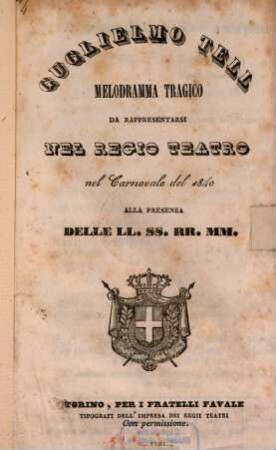 GUGLIELMO TELL
MELODRAMMA TRAGICO
DA RAPPRESENTARSI
NEL REGIO TEATRO
nel Carnevale del 1840
ALLA PRESENZA
DELLE LL. SS. RR. MM.
TORINO, PER I FRATELLI FAVALE
TIPOGRAFI DELL'IMPRESA DEI REGII TEATRI
Con permissione.